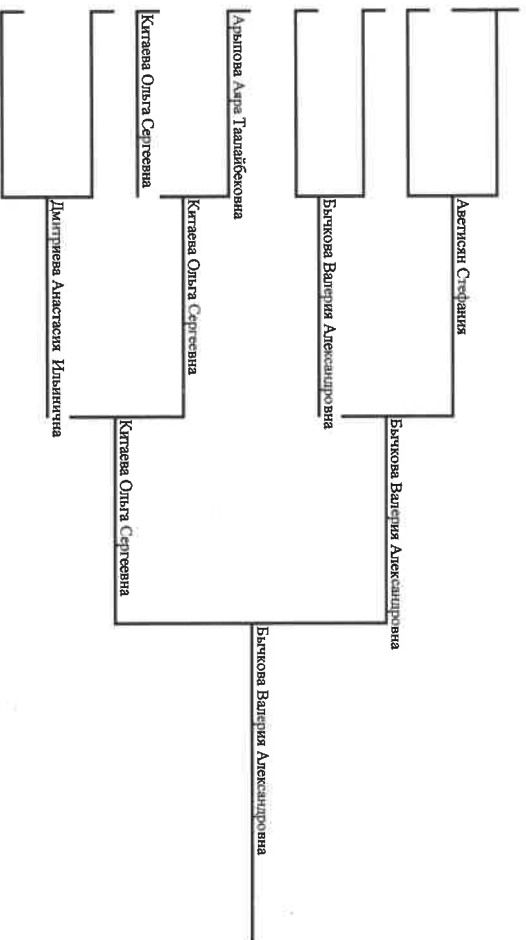 Аветисян Стефания
Бычкова Валерия Александровна
Бычкова Валерия Александровна
Бычкова Валерия Александровна
Арыпова Аяра Таалайбековна
Китаева Ольга Сергеевна
Китаева Ольга Сергеевна
Китаева Ольга Сергеевна
Дмитриева Анастасия Ильинична